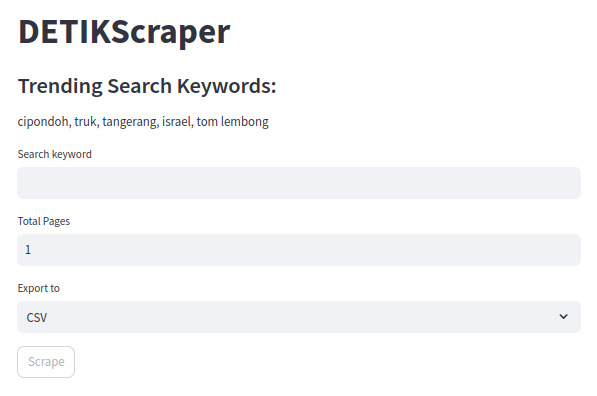 DETIKScraper
Trending Search Keywords:
cipondoh, truk, tangerang, israel, tom lembong
Search keyword
Total Pages
1
Export to
CSV
Scrape